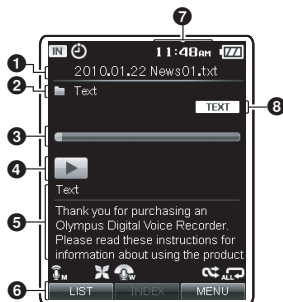 7
IN 11:48AM
1 2010.01.22 News01.txt
2 Text
TEXT 8
3
4
Text
5 Thank you for purchasing an
Olympus Digital Voice Recorder.
Please read these instructions for
information about using the product
M W ALL
6 LIST INDEX MENU